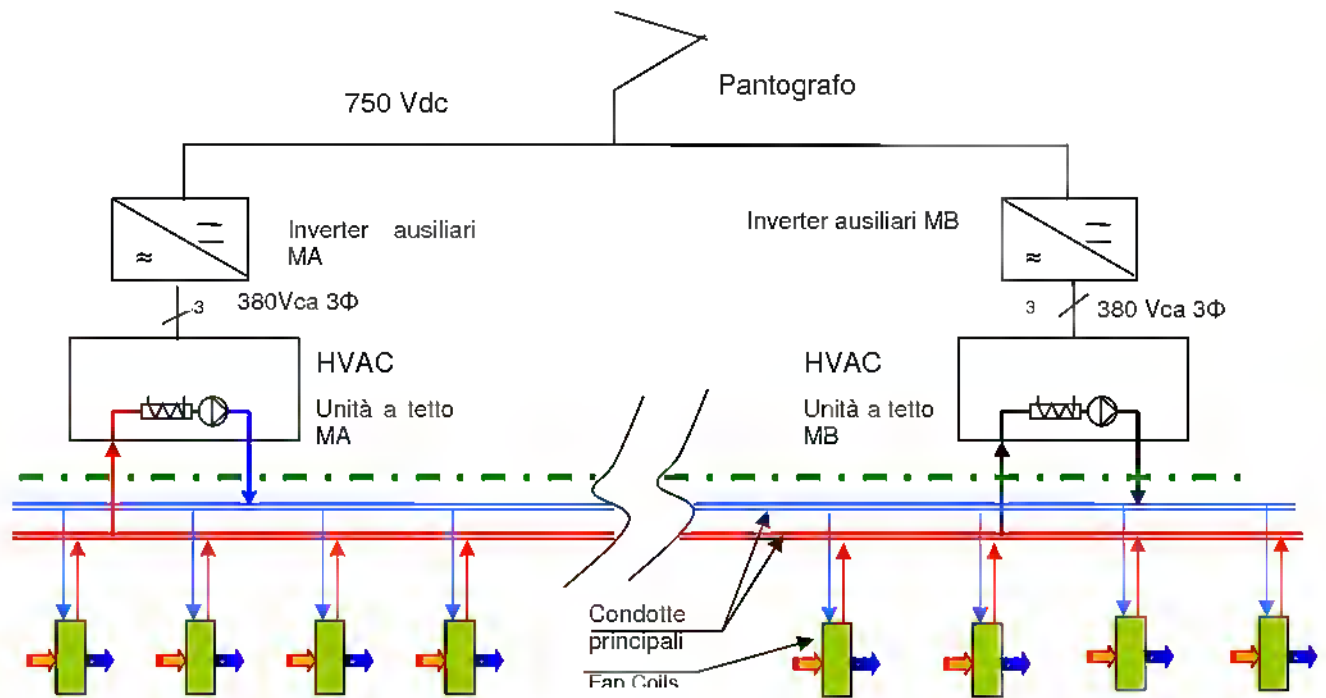 Pantografo
750 Vdc
Inverter ausiliari
MA
Inverter ausiliari MB
3
380Vca 3Φ
3
380 Vca 3Φ
HVAC
Unità a tetto
MA
HVAC
Unità a tetto
MB
Condotte
principali
Fan Coils